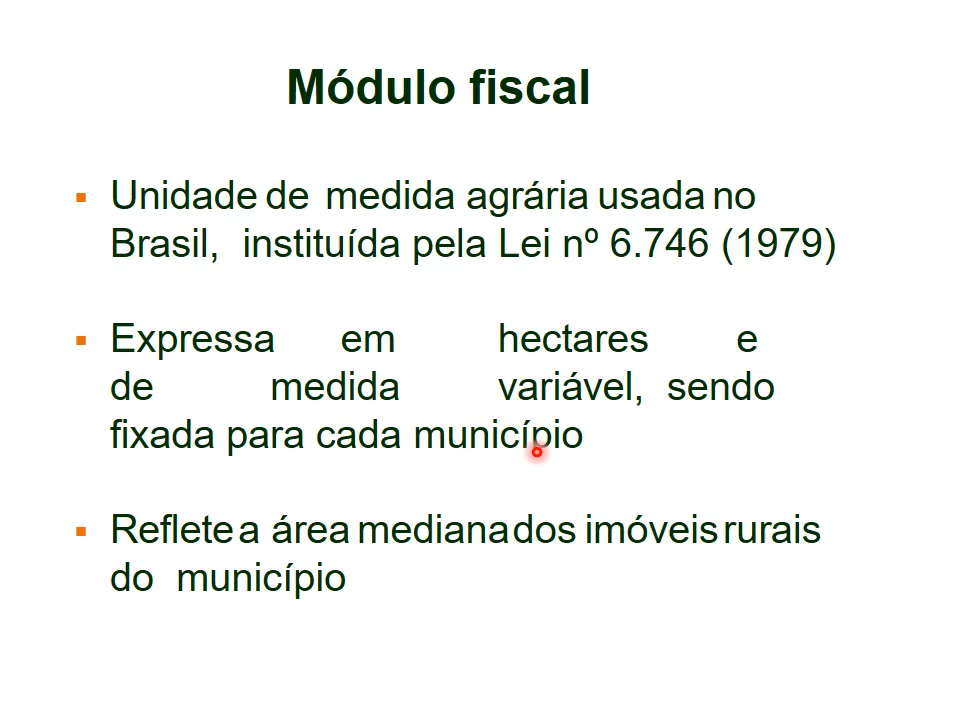 Módulo fiscal
▪ Unidade de medida agrária usada no
Brasil, instituída pela Lei nº 6.746 (1979)
▪ Expressa em hectares e
de medida variável, sendo
fixada para cada município
▪ Reflete a área mediana dos imóveis rurais
do município